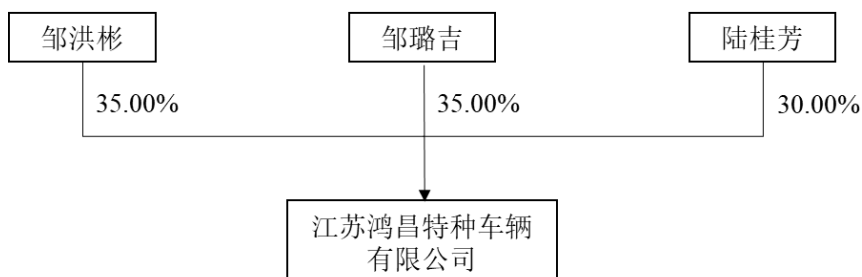 邹洪彬
邹璐吉
陆桂芳
35.00%
35.00%
30.00%
江苏鸿昌特种车辆
有限公司